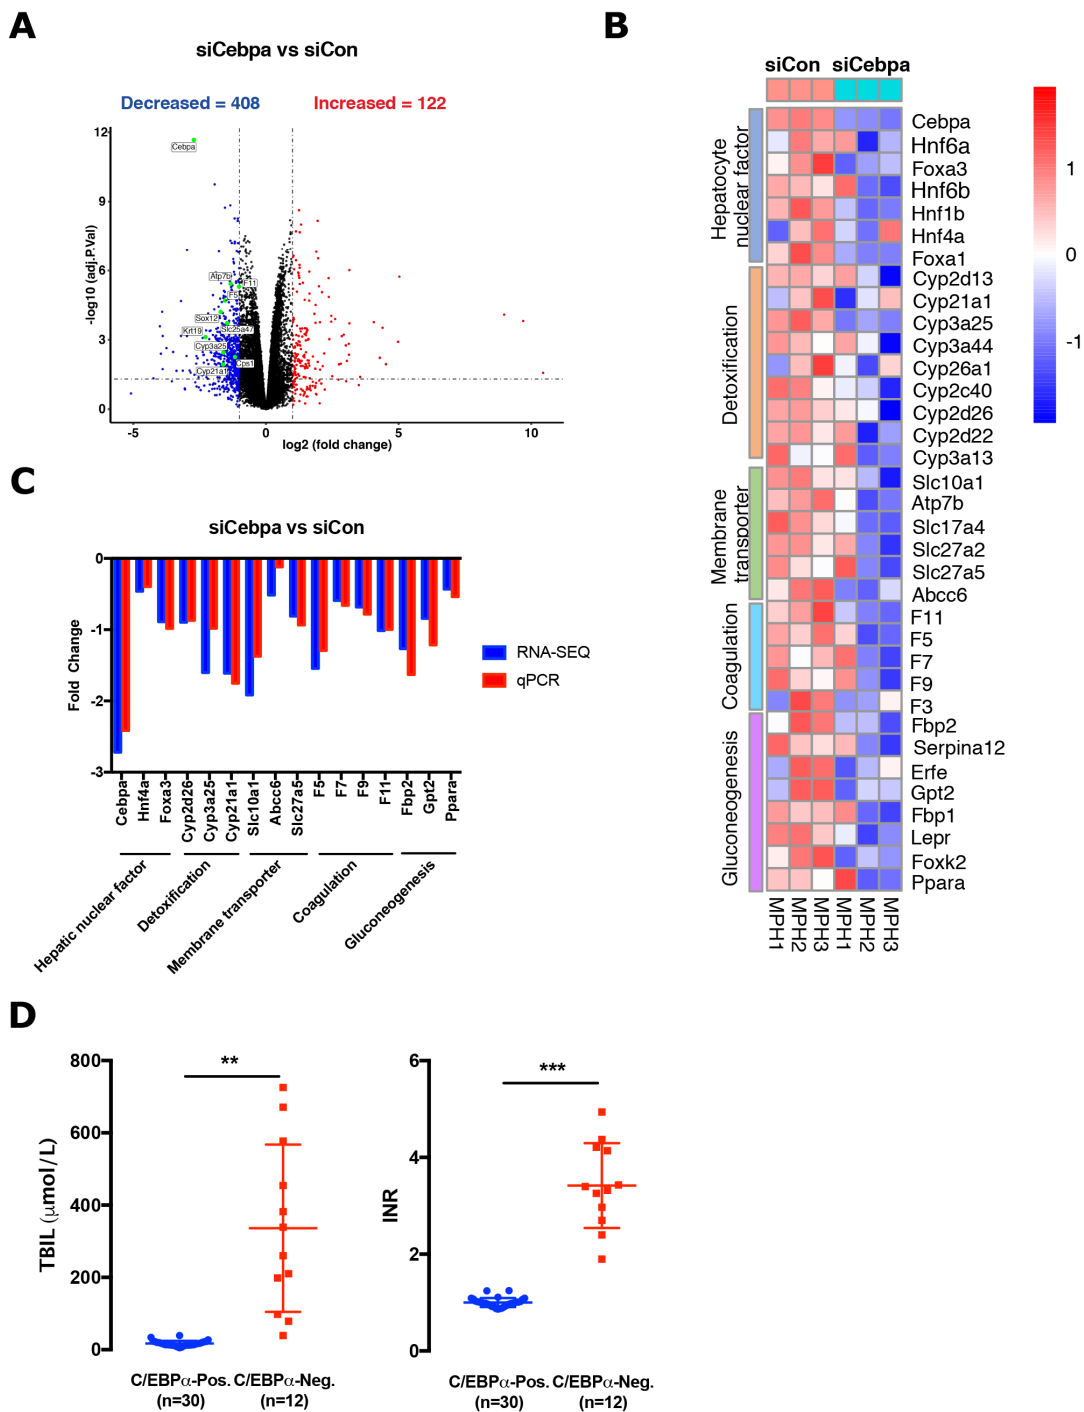 A
siCebpa vs siCon
Decreased = 408
Increased = 122
12
9
6
3
0
-log10 (adj.P.Val)
Cebpa
Atp7b
F11
F5
Sox12
Krt19
Slc25a47
Cyp3a25
Cps1
Cyp21a1
-5
0
5
10
log2 (fold change)
B
siCon
siCebpa
Hepatocyte
nuclear factor
Detoxification
Membrane
transporter
Coagulation
Gluconeogenesis
Cebpa
Hnf6a
Foxa3
Hnf6b
Hnf1b
Hnf4a
Foxa1
Cyp2d13
Cyp21a1
Cyp3a25
Cyp3a44
Cyp26a1
Cyp2c40
Cyp2d26
Cyp2d22
Cyp3a13
Slc10a1
Atp7b
Slc17a4
Slc27a2
Slc27a5
Abcc6
F11
F5
F7
F9
F3
Fbp2
Serpina12
Erfe
Gpt2
Fbp1
Lepr
Foxk2
Ppara
MPH1
MPH2
MPH3
MPH1
MPH2
MPH3
1
0
-1
C
siCebpa vs siCon
0
-1
-2
-3
Fold Change
RNA-SEQ
qPCR
Cebpa
Hnf4a
Foxa3
Cyp2d26
Cyp3a25
Cyp21a1
Slc10a1
Abcc6
Slc27a5
F5
F7
F9
F11
Fbp2
Gpt2
Ppara
Hepatic nuclear factor
Detoxification
Membrane transporter
Coagulation
Gluconeogenesis
D
800
600
400
200
0
TBIL (μmol/L)
**
C/EBPα-Pos.
(n=30)
C/EBPα-Neg.
(n=12)
6
4
2
0
INR
***
C/EBPα-Pos.
(n=30)
C/EBPα-Neg.
(n=12)